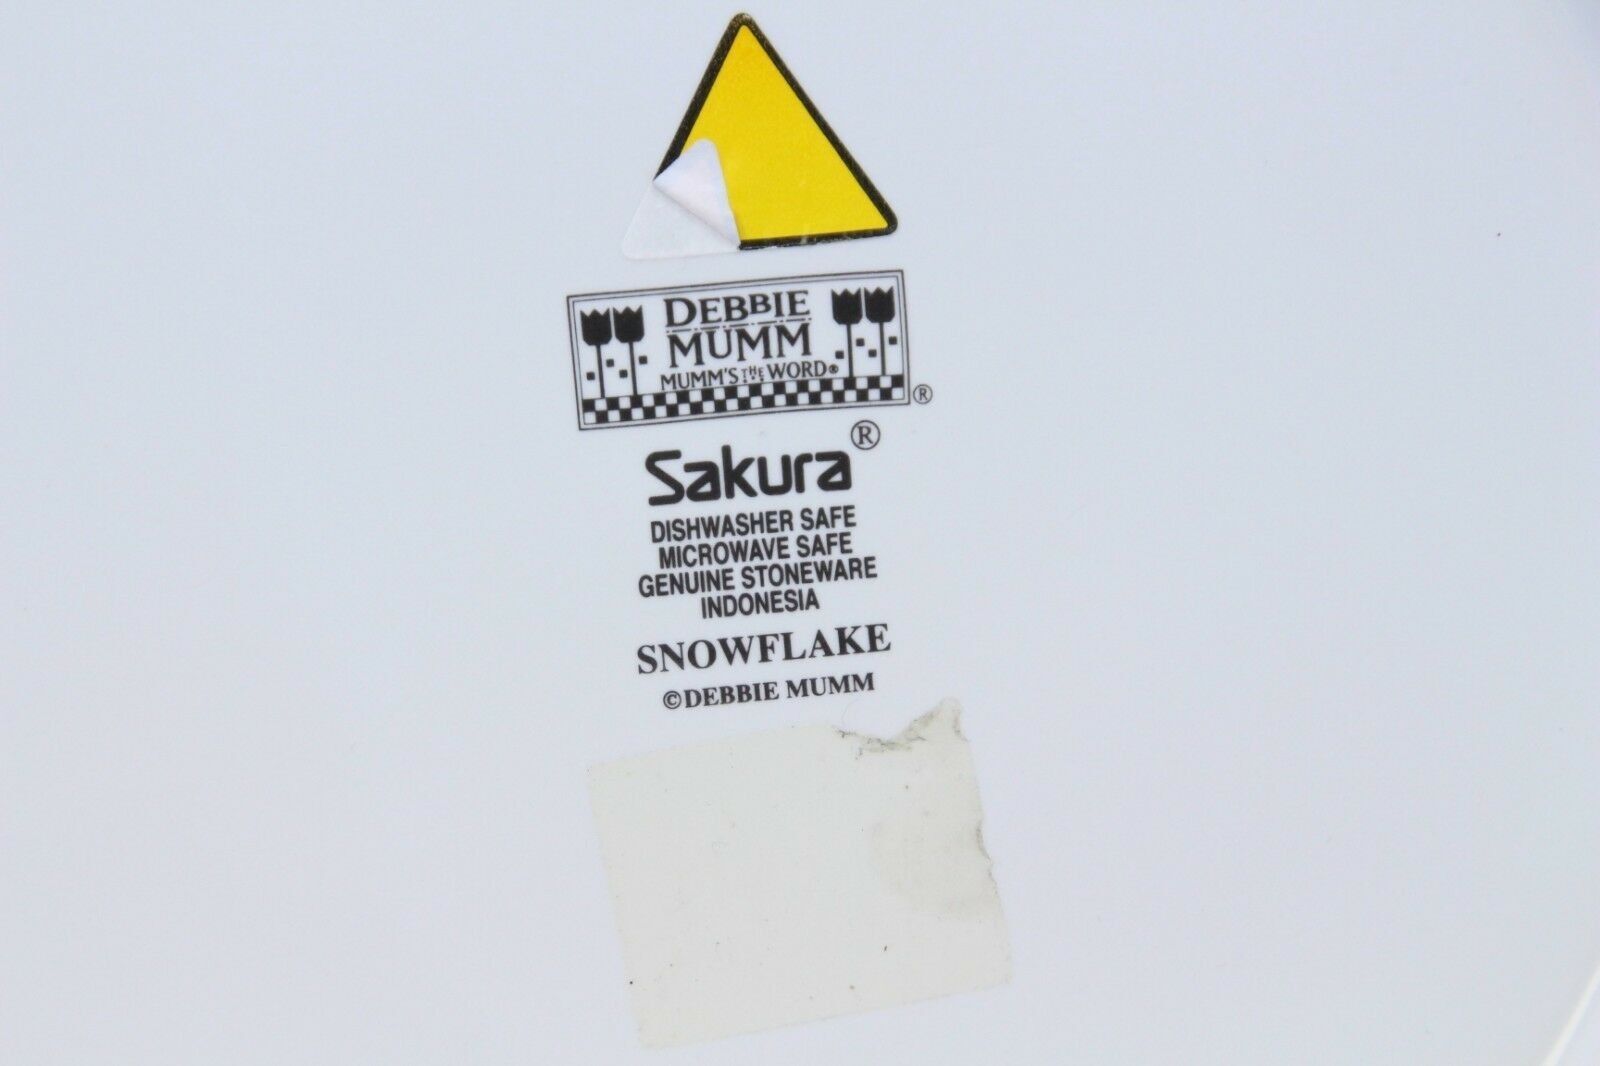 DEBBIE
MUMM
MUMM'S THE WORD®
®
Sakura®
DISHWASHER SAFE
MICROWAVE SAFE
GENUINE STONEWARE
INDONESIA
SNOWFLAKE
©DEBBIE MUMM